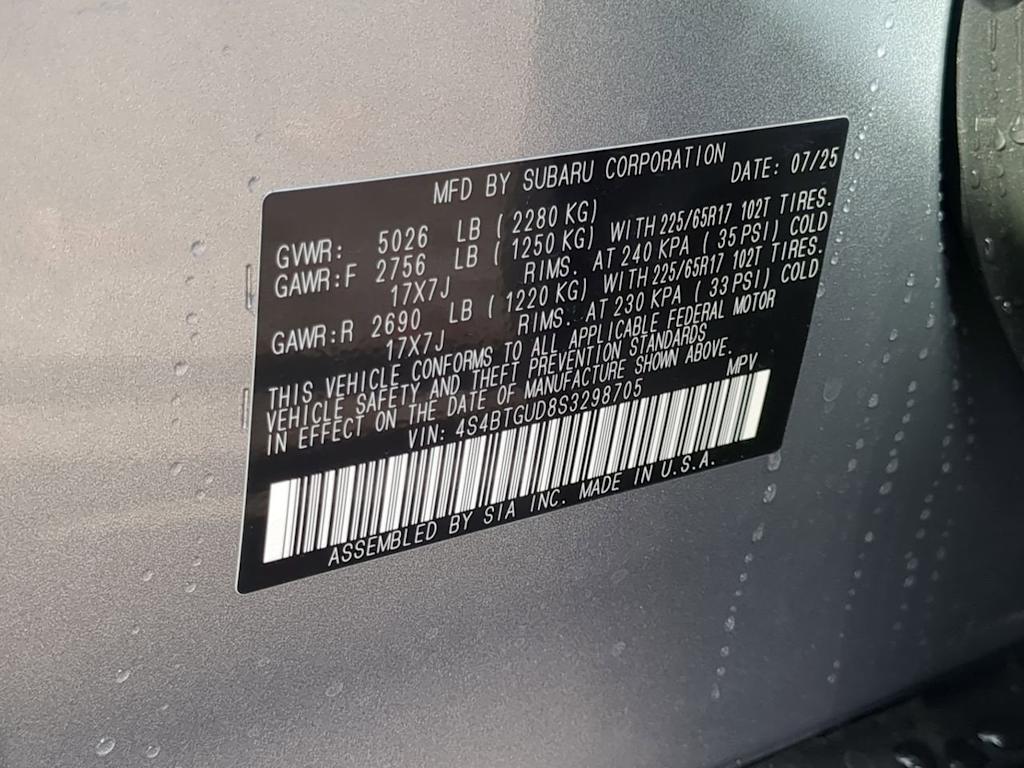 MFD BY SUBARU CORPORATION DATE: 07/25
GVWR: 5026 LB ( 2280 KG)
GAWR:F 2756 LB ( 1250 KG) WITH 225/65R17 102T TIRES.
17X7J RIMS. AT 240 KPA ( 35 PSI) COLD
GAWR:R 2690 LB ( 1220 KG) WITH 225/65R17 102T TIRES.
17X7J RIMS. AT 230 KPA ( 33 PSI) COLD
THIS VEHICLE CONFORMS TO ALL APPLICABLE FEDERAL MOTOR
VEHICLE SAFETY AND THEFT PREVENTION STANDARDS
IN EFFECT ON THE DATE OF MANUFACTURE SHOWN ABOVE.
VIN: 4S4BTGUD8S3298705 MPV
ASSEMBLED BY SIA INC. MADE IN U.S.A.